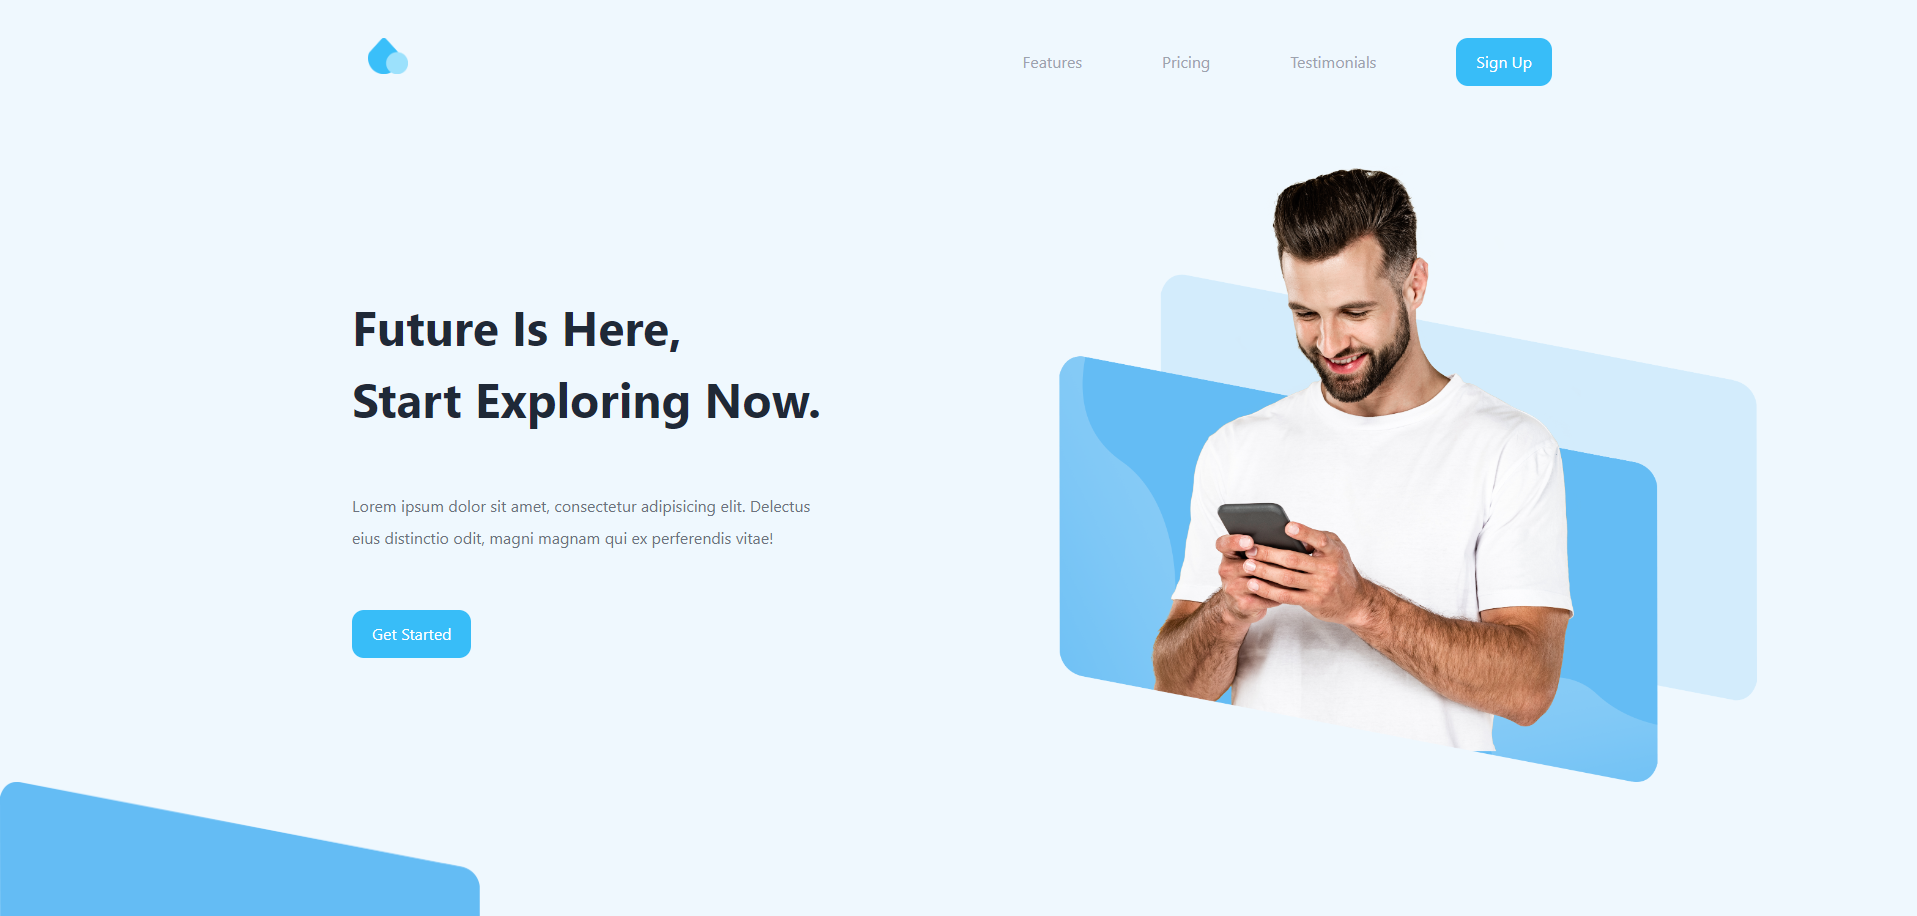 Features Pricing Testimonials Sign Up
Future Is Here,
Start Exploring Now.
Lorem ipsum dolor sit amet, consectetur adipisicing elit. Delectus
eius distinctio odit, magni magnam qui ex perferendis vitae!
Get Started